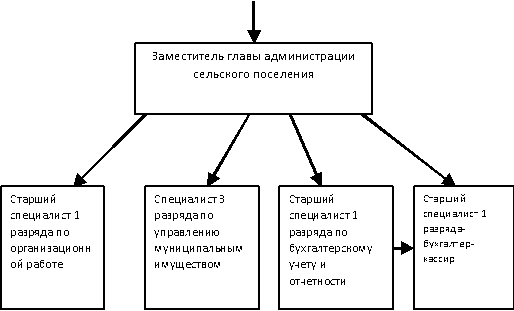 Заместитель главы администрации
сельского поселения
Старший
специалист 1
разряда по
организационн
ой работе
Специалист 3
разряда по
управлению
муниципальным
имуществом
Старший
специалист 1
разряда по
бухгалтерскому
учету и
отчетности
Старший
специалист 1
разряда-
бухгалтер-
кассир